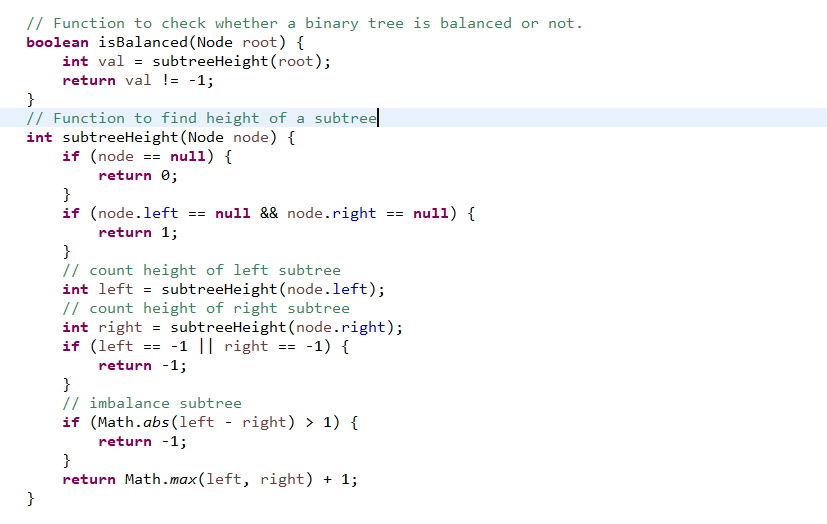 // Function to check whether a binary tree is balanced or not.
boolean isBalanced(Node root) {
    int val = subtreeHeight(root);
    return val != -1;
}
// Function to find height of a subtree
int subtreeHeight(Node node) {
    if (node == null) {
        return 0;
    }
    if (node.left == null && node.right == null) {
        return 1;
    }
    // count height of left subtree
    int left = subtreeHeight(node.left);
    // count height of right subtree
    int right = subtreeHeight(node.right);
    if (left == -1 || right == -1) {
        return -1;
    }
    // imbalance subtree
    if (Math.abs(left - right) > 1) {
        return -1;
    }
    return Math.max(left, right) + 1;
}